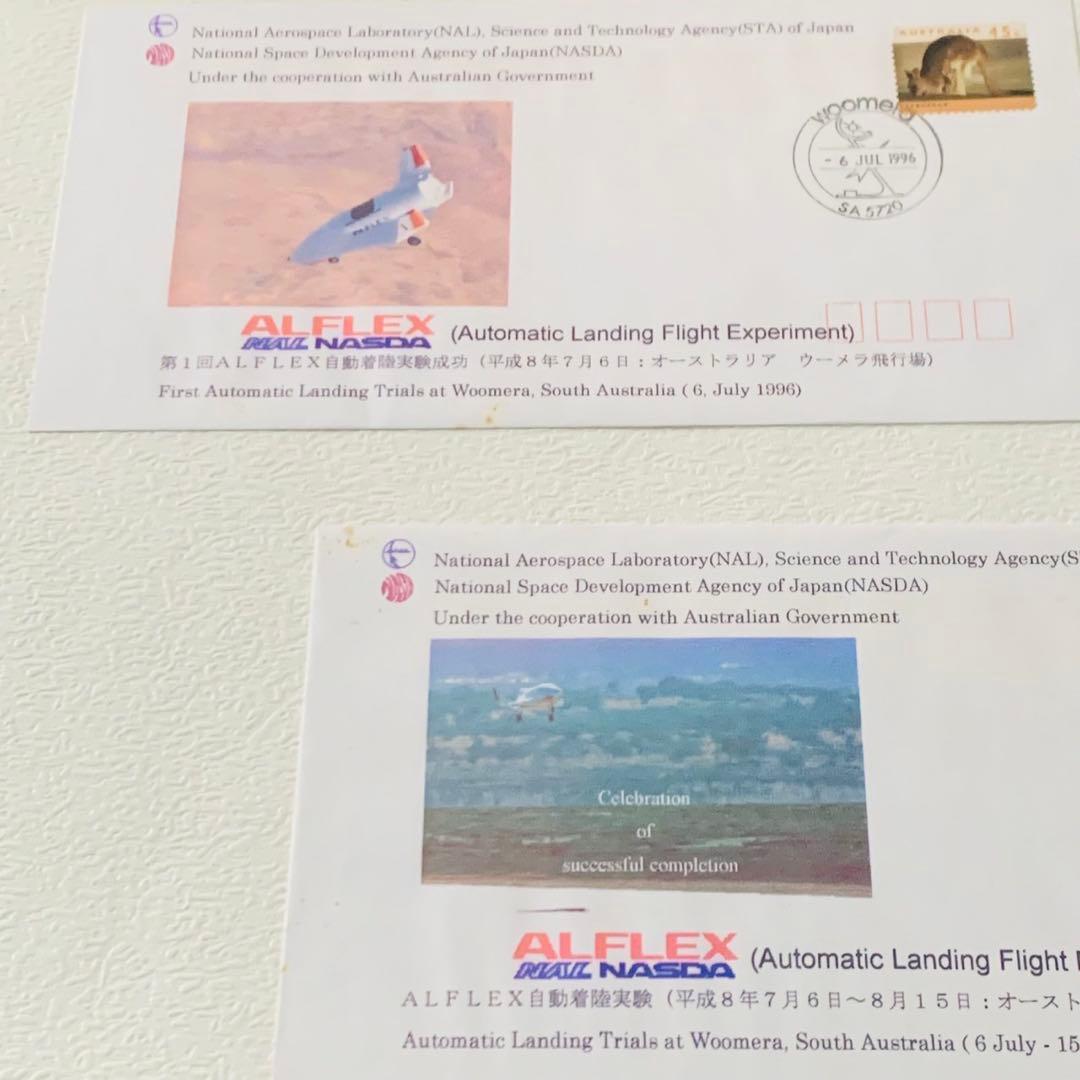 National Aerospace Laboratory(NAL), Science and Technology Agency(STA) of Japan
National Space Development Agency of Japan(NASDA)
Under the cooperation with Australian Government
AUSTRALIA 45c
woomera
- 6 JUL 1996
SA 5720
ALFLEX
NAL NASDA
(Automatic Landing Flight Experiment)
第1回ALFLEX自動着陸実験成功（平成8年7月6日：オーストラリア ウーメラ飛行場）
First Automatic Landing Trials at Woomera, South Australia ( 6, July 1996)
National Aerospace Laboratory(NAL), Science and Technology Agency(S
National Space Development Agency of Japan(NASDA)
Under the cooperation with Australian Government
Celebration
of
successful completion
ALFLEX
NAL NASDA
(Automatic Landing Flight
ALFLEX自動着陸実験（平成8年7月6日～8月15日：オースト
Automatic Landing Trials at Woomera, South Australia ( 6 July - 15